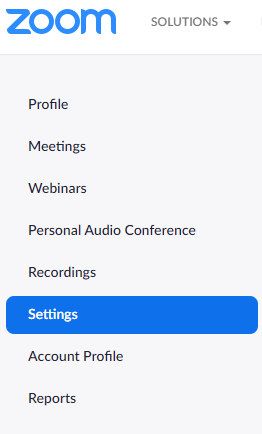 zoom
SOLUTIONS
Profile
Meetings
Webinars
Personal Audio Conference
Recordings
Settings
Account Profile
Reports